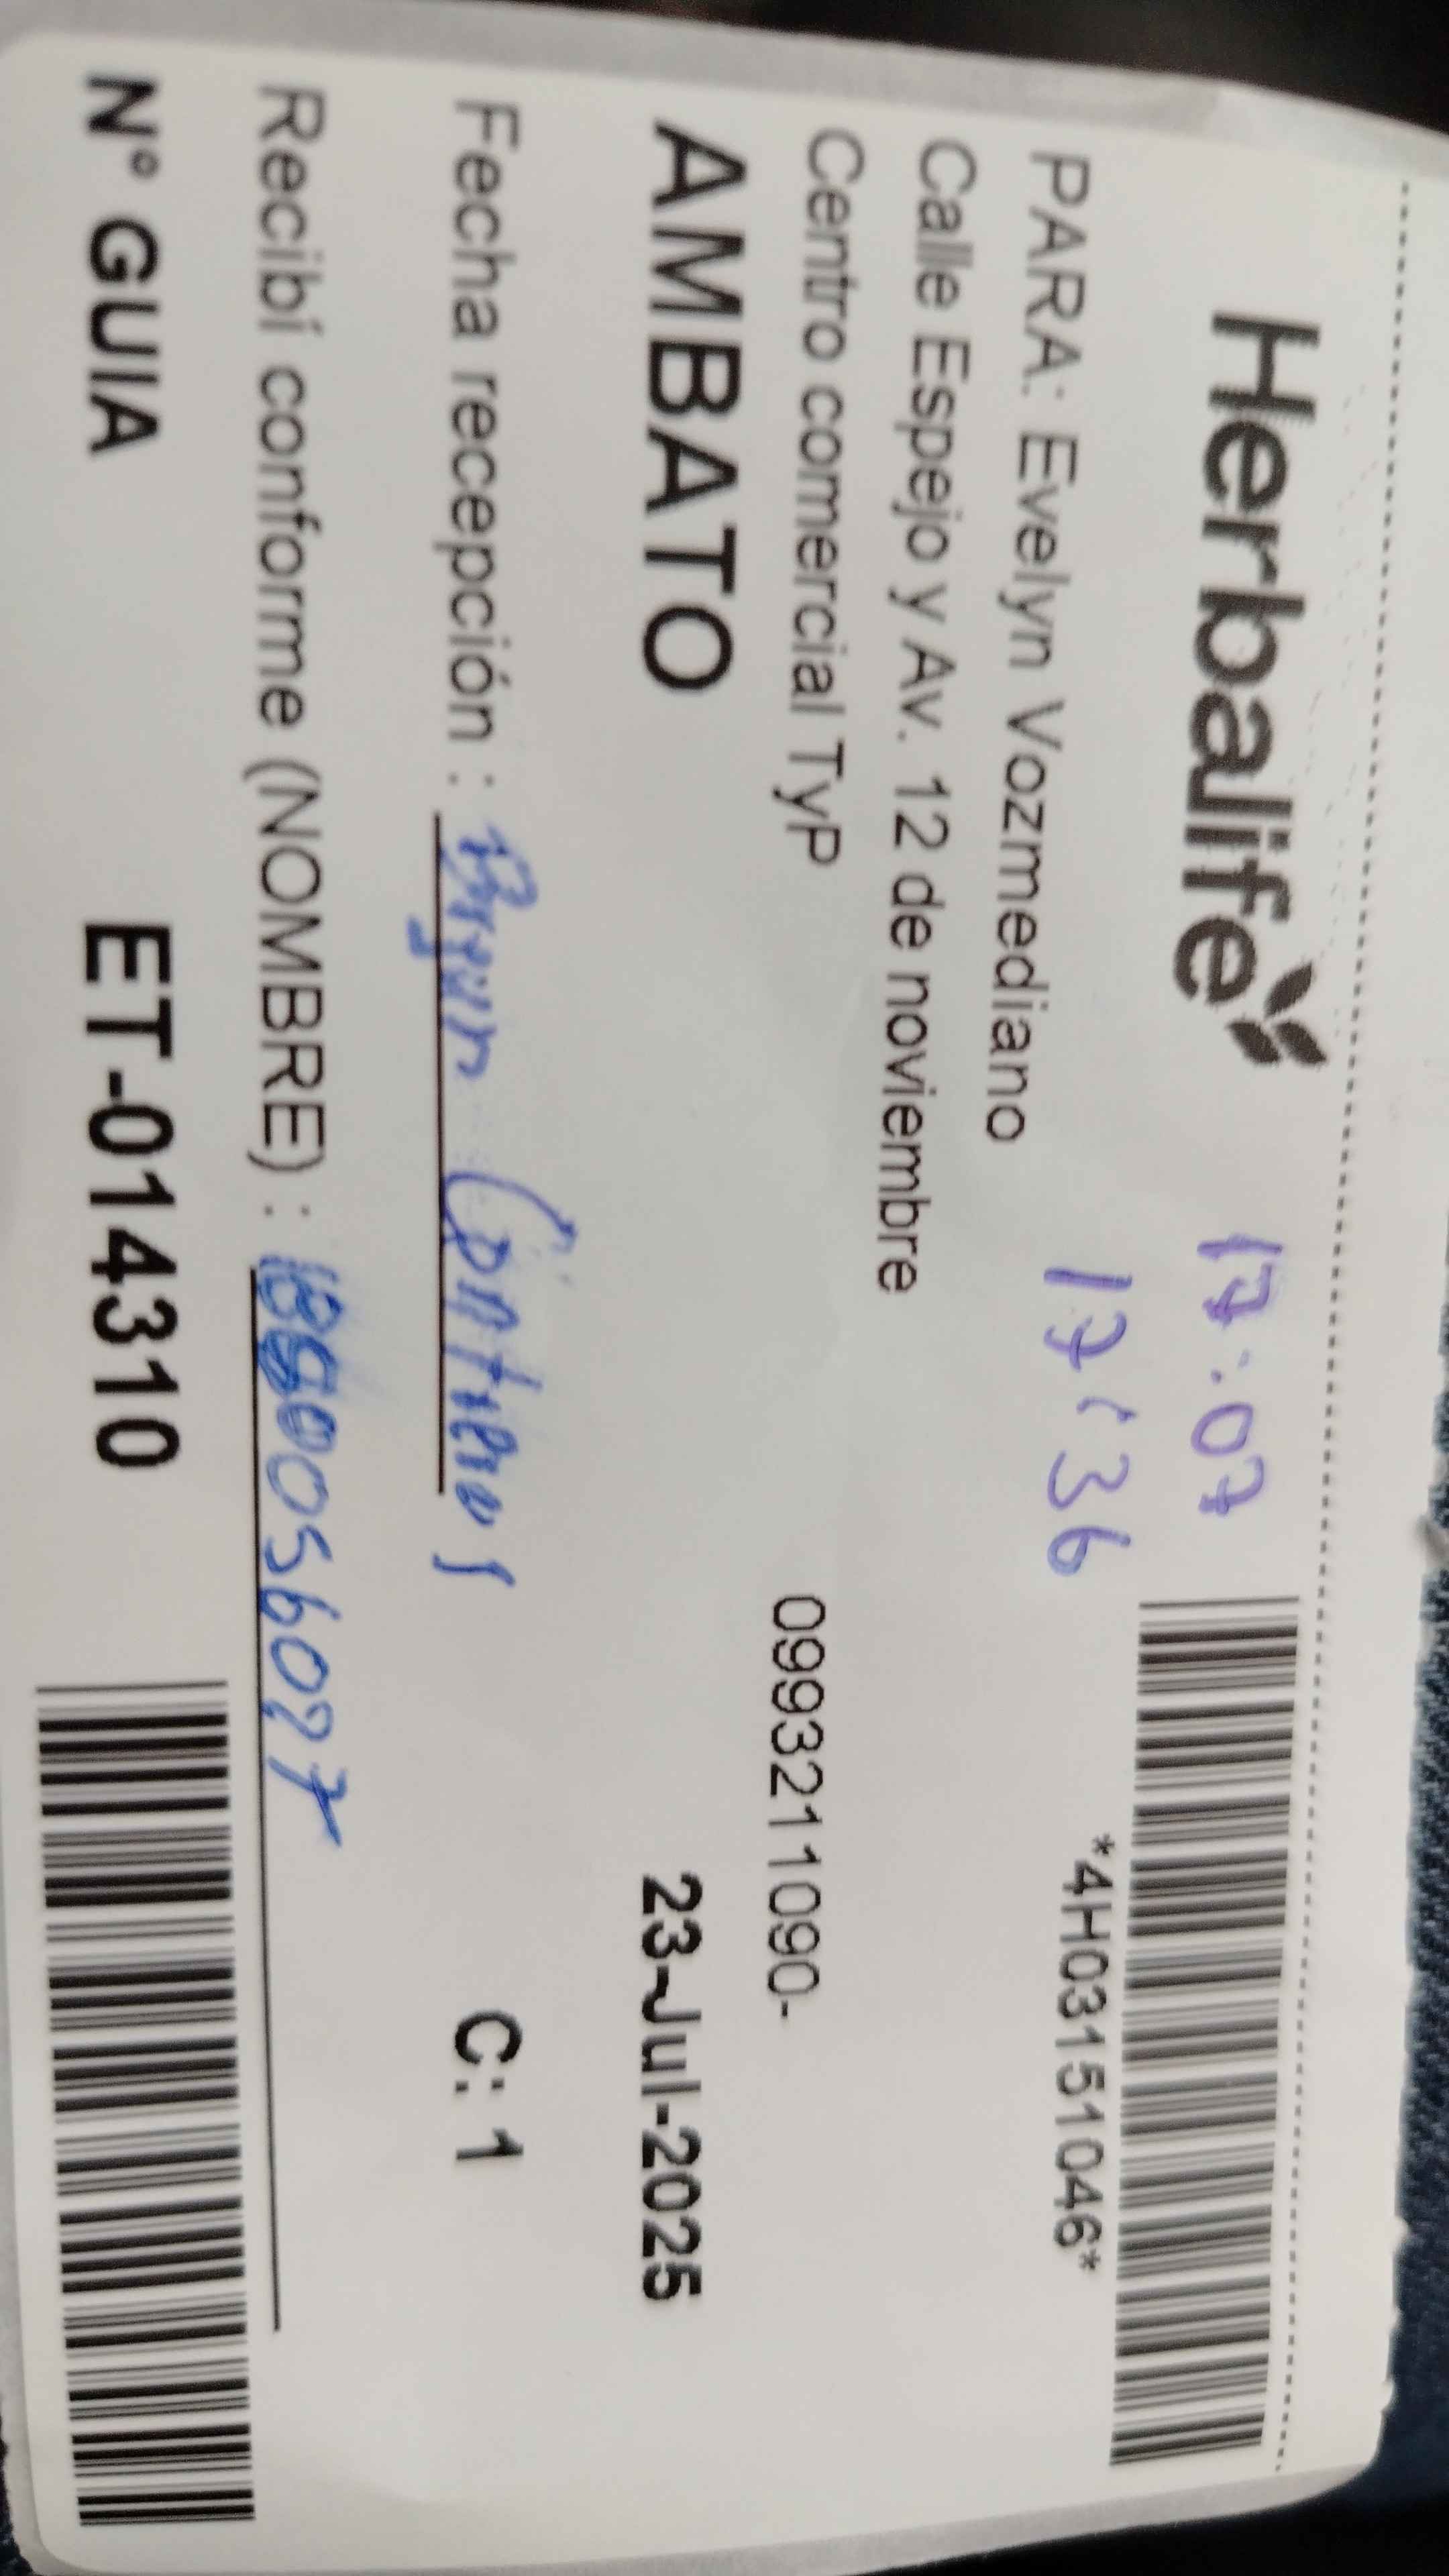 Herbalife
17:07
17:36
*4H03151046*
PARA: Evelyn Vozmediano
Calle Espejo y Av. 12 de noviembre
Centro comercial TyP
0993211090-
AMBATO
23-Jul-2025
Fecha recepción :
C: 1
Recibí conforme (NOMBRE) :
N° GUIA ET-014310